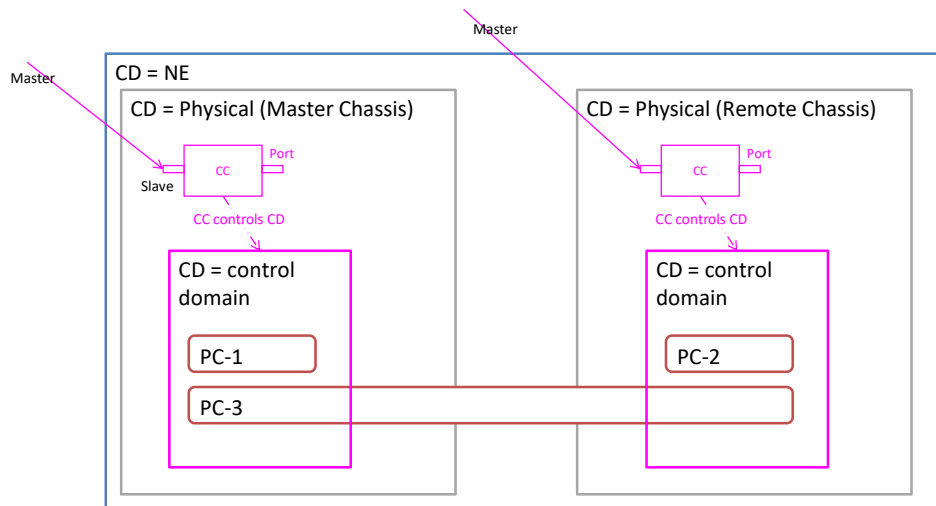 Master
Master
CD = NE
CD = Physical (Master Chassis)
CD = Physical (Remote Chassis)
Port
CC
Slave
Port
CC
CC controls CD
CC controls CD
CD = control
domain
CD = control
domain
PC-1
PC-2
PC-3